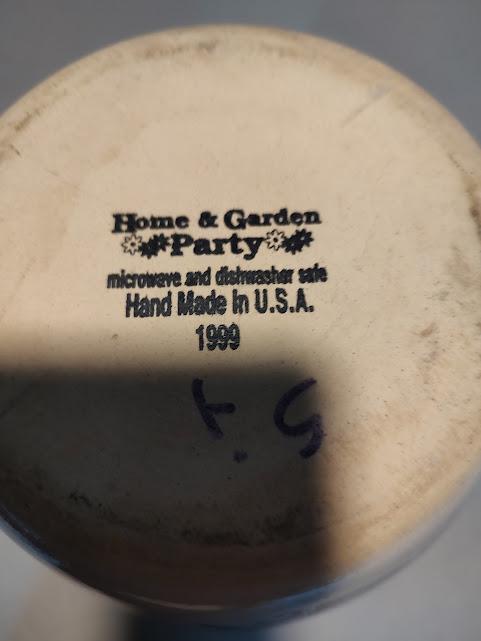 Home & Garden
Party
microwave and dishwasher safe
Hand Made in U.S.A.
1999